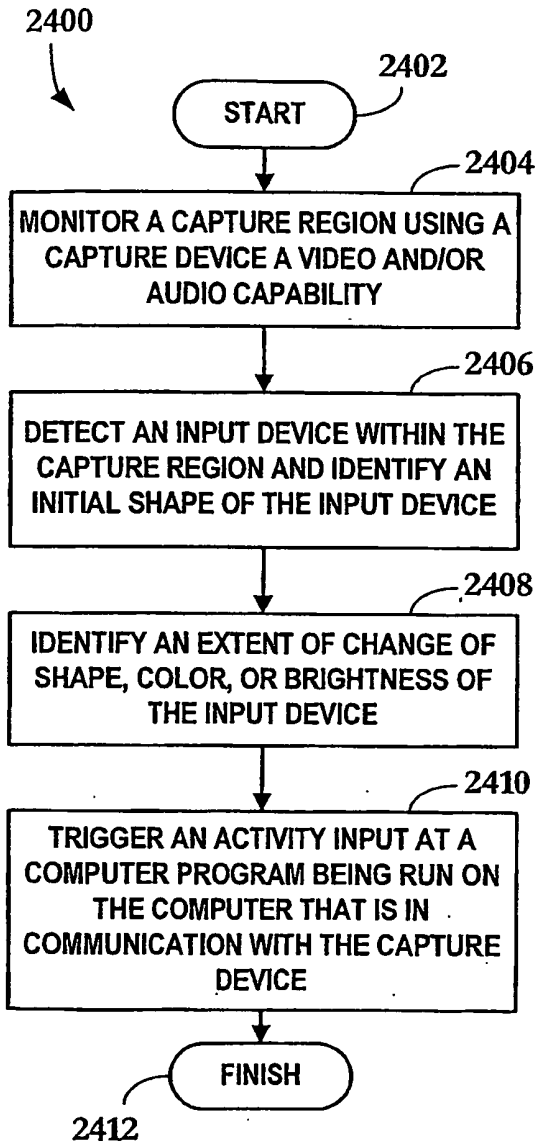 2400
2402
START
2404
MONITOR A CAPTURE REGION USING A
CAPTURE DEVICE A VIDEO AND/OR
AUDIO CAPABILITY
2406
DETECT AN INPUT DEVICE WITHIN THE
CAPTURE REGION AND IDENTIFY AN
INITIAL SHAPE OF THE INPUT DEVICE
2408
IDENTIFY AN EXTENT OF CHANGE OF
SHAPE, COLOR, OR BRIGHTNESS OF
THE INPUT DEVICE
2410
TRIGGER AN ACTIVITY INPUT AT A
COMPUTER PROGRAM BEING RUN ON
THE COMPUTER THAT IS IN
COMMUNICATION WITH THE CAPTURE
DEVICE
FINISH
2412